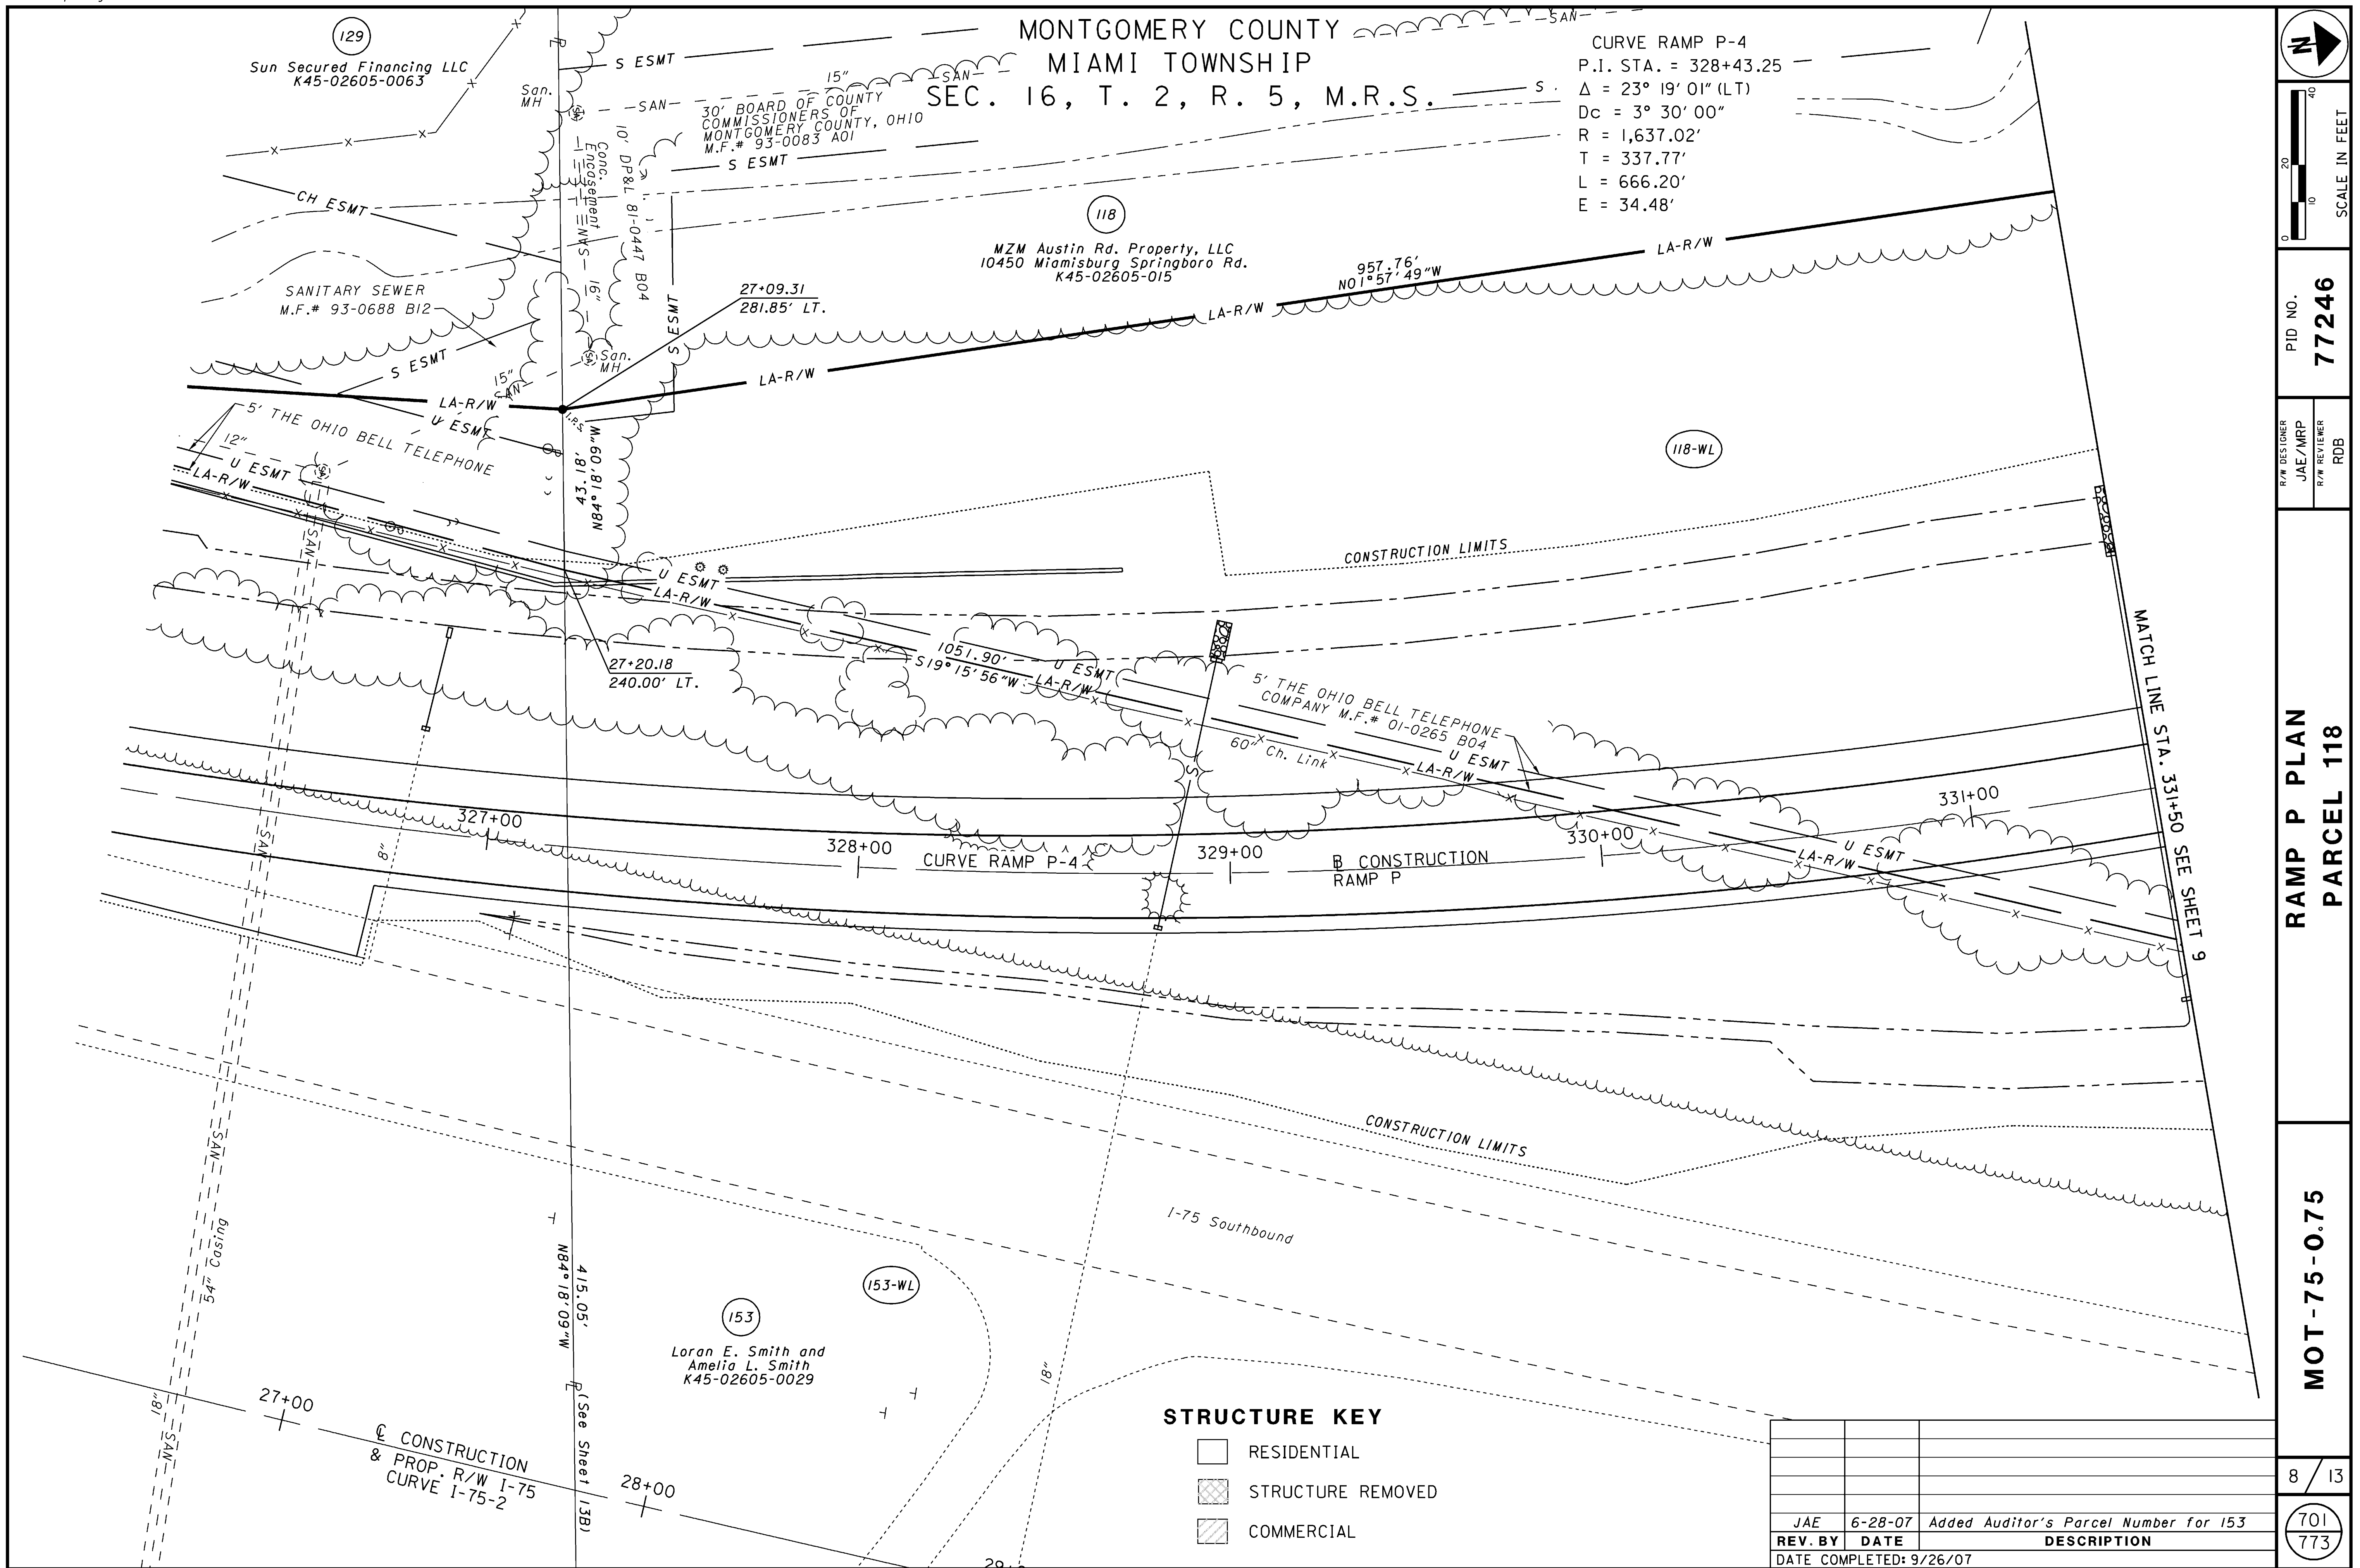 MONTGOMERY COUNTY
MIAMI TOWNSHIP
SEC. 16, T. 2, R. 5, M.R.S.
129
Sun Secured Financing LLC
K45-02605-0063
S ESMT
San.
MH
SAN
15"
SAN
SAN
30' BOARD OF COUNTY
COMMISSIONERS OF
MONTGOMERY COUNTY, OHIO
M.F.# 93-0083 A01
S ESMT
S
Conc.
Encasement
SAN
16"
10' DP&L 81-0447 B04
CURVE RAMP P-4
P.I. STA. = 328+43.25
Δ = 23° 19' 01" (LT)
Dc = 3° 30' 00"
R = 1,637.02'
T = 337.77'
L = 666.20'
E = 34.48'
CH ESMT
118
MZM Austin Rd. Property, LLC
10450 Miamisburg Springboro Rd.
K45-02605-015
957.76'
N01°57'49"W
LA-R/W
LA-R/W
LA-R/W
SANITARY SEWER
M.F.# 93-0688 B12
S ESMT
S ESMT
27+09.31
281.85' LT.
San.
MH
15"
SAN
LA-R/W
U ESMT
I.P.S.
5' THE OHIO BELL TELEPHONE
12"
U ESMT
LA-R/W
43.18'
N84°18'09"W
118-WL
CONSTRUCTION LIMITS
SAN
U ESMT
LA-R/W
27+20.18
240.00' LT.
1051.90'
S19°15'56"W
U ESMT
LA-R/W
5' THE OHIO BELL TELEPHONE
COMPANY M.F.# 01-0265 B04
60" Ch. Link
U ESMT
LA-R/W
MATCH LINE STA. 331+50 SEE SHEET 9
327+00
328+00
CURVE RAMP P-4
329+00
B CONSTRUCTION
RAMP P
330+00
331+00
U ESMT
LA-R/W
8"
SAN
SAN
54" Casing
CONSTRUCTION LIMITS
I-75 Southbound
415.05'
N84°18'09"W
153-WL
153
Loran E. Smith and
Amelia L. Smith
K45-02605-0029
18"
18"
SAN
27+00
℄ CONSTRUCTION
& PROP. R/W I-75
CURVE I-75-2
28+00
(See Sheet 13B)
STRUCTURE KEY
RESIDENTIAL
STRUCTURE REMOVED
COMMERCIAL
JAE 6-28-07 Added Auditor's Parcel Number for 153
REV. BY DATE DESCRIPTION
DATE COMPLETED: 9/26/07
N
0 10 20 40
SCALE IN FEET
PID NO.
77246
R/W DESIGNER
JAE/MRP
R/W REVIEWER
RDB
RAMP P PLAN
PARCEL 118
MOT-75-0.75
8 / 13
701
773